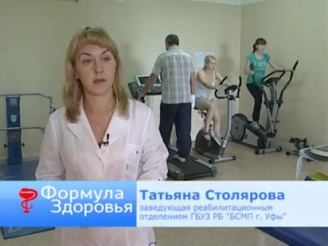 Формула
Здоровья
Татьяна Столярова
заведующая реабилитационным
отделением ГБУЗ РБ "БСМП г. Уфы"